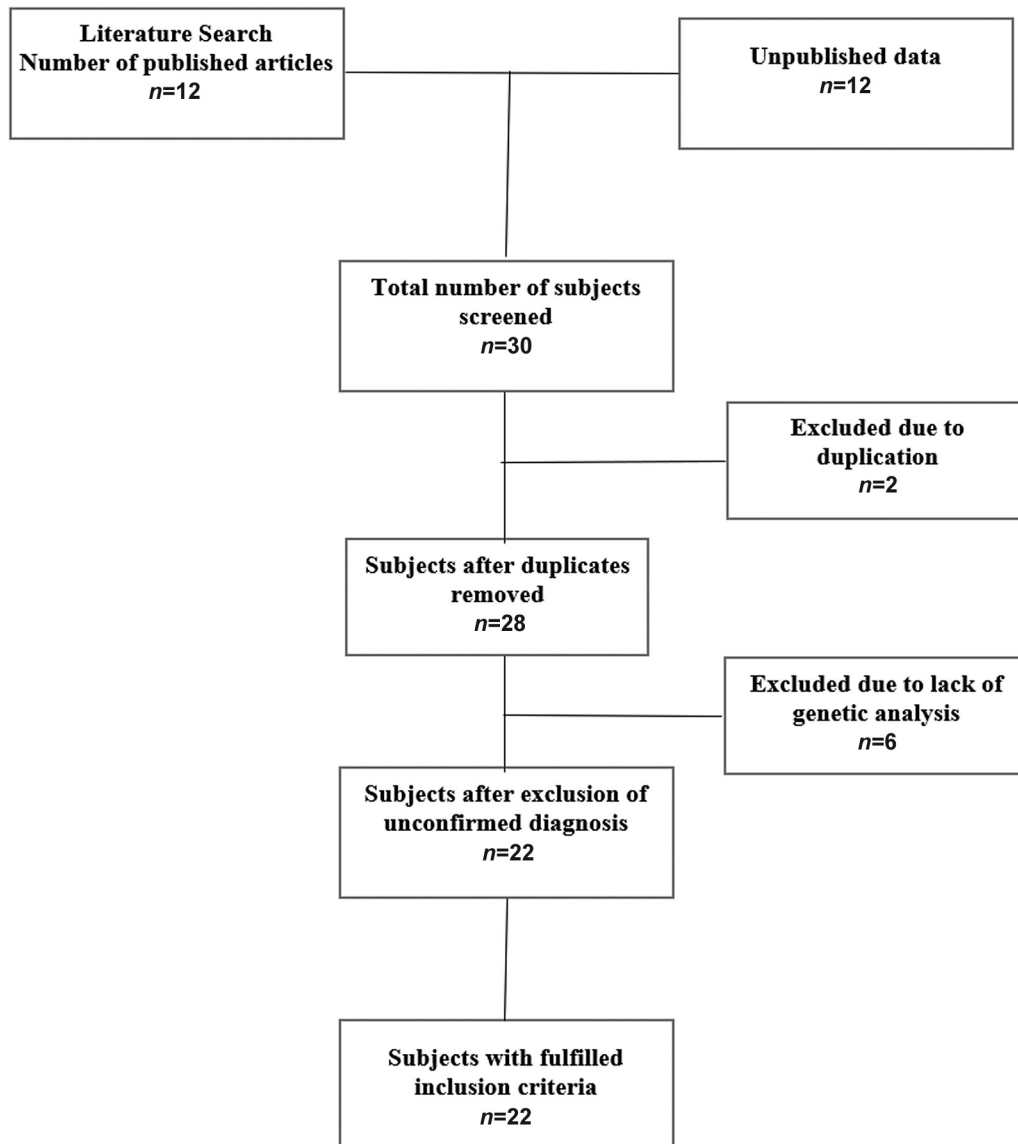 Literature Search
Number of published articles
n=12
Unpublished data
n=12
Total number of subjects
screened
n=30
Excluded due to
duplication
n=2
Subjects after duplicates
removed
n=28
Excluded due to lack of
genetic analysis
n=6
Subjects after exclusion of
unconfirmed diagnosis
n=22
Subjects with fulfilled
inclusion criteria
n=22